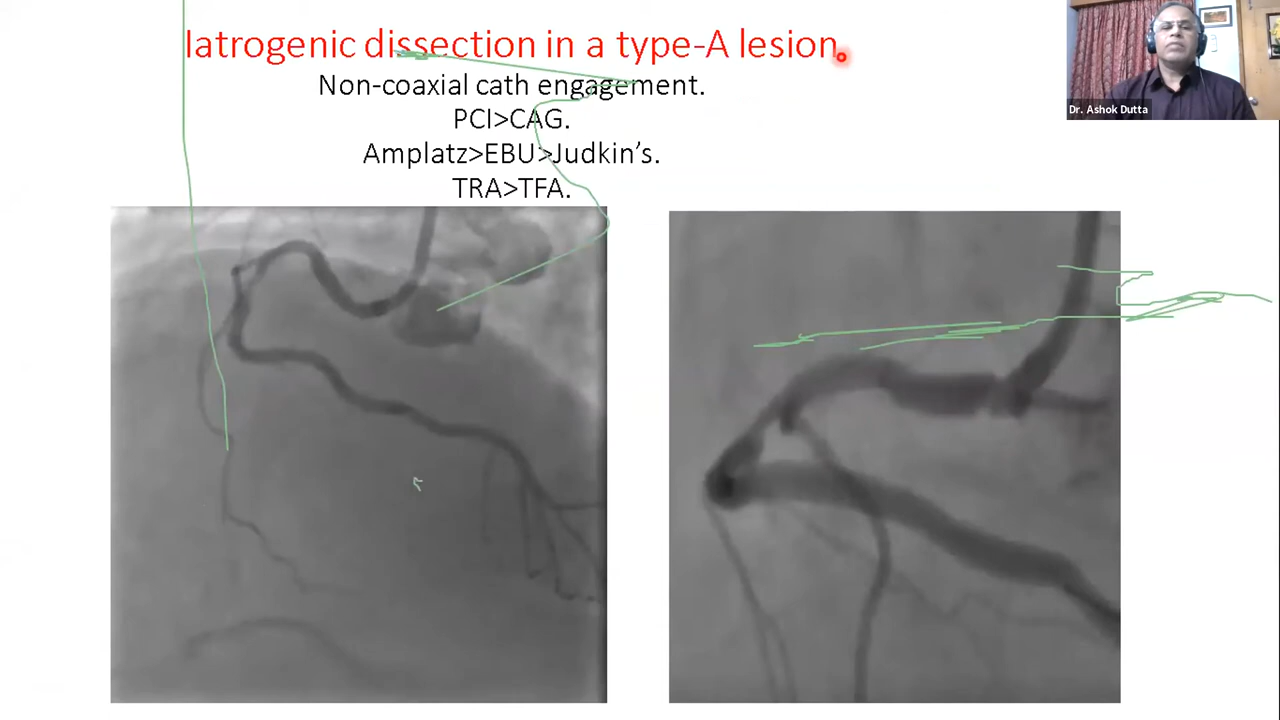 Iatrogenic dissection in a type-A lesion.
Non-coaxial cath engagement.
PCI>CAG.
Amplatz>EBU>Judkin's.
TRA>TFA.
Dr. Ashok Dutta